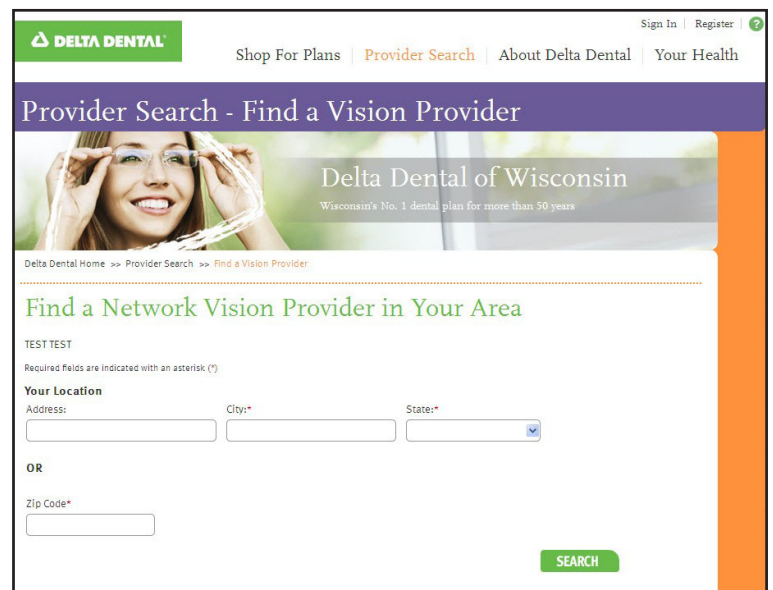 Sign In | Register | ?
DELTA DENTAL®
Shop For Plans | Provider Search | About Delta Dental | Your Health
Provider Search - Find a Vision Provider
Delta Dental of Wisconsin
Wisconsin's No. 1 dental plan for more than 50 years
Delta Dental Home >> Provider Search >> Find a Vision Provider
Find a Network Vision Provider in Your Area
TEST TEST
Required fields are indicated with an asterisk (*)
Your Location
Address: City:* State:*
OR
Zip Code*
SEARCH